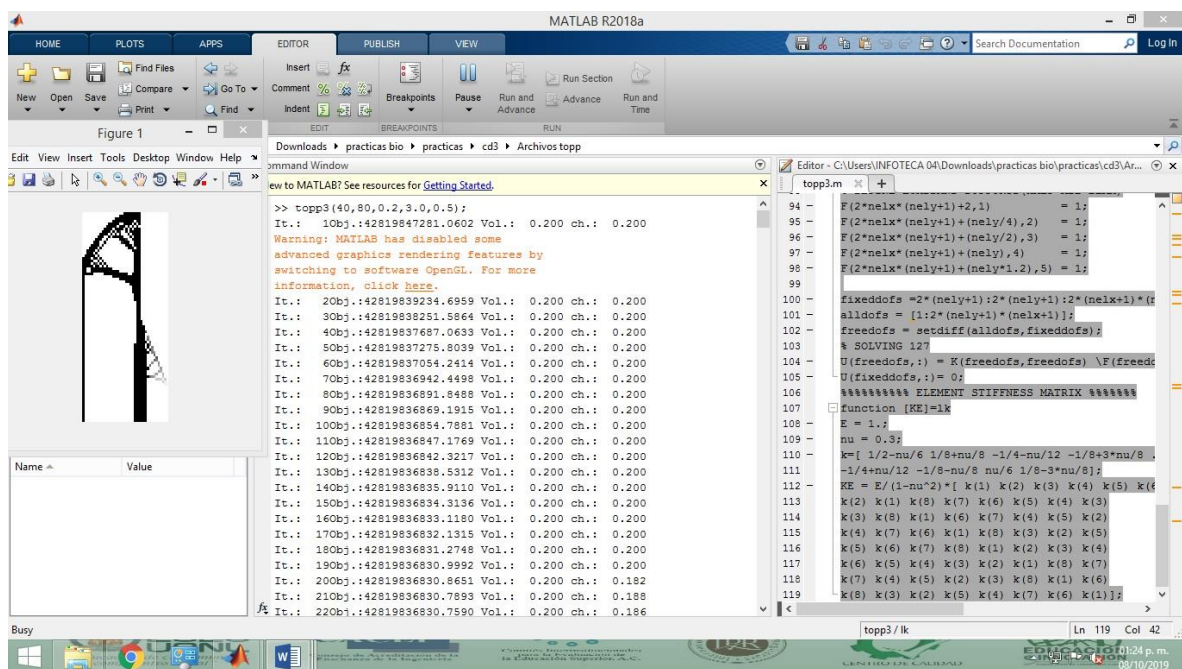 MATLAB R2018a
HOME PLOTS APPS EDITOR PUBLISH VIEW
Search Documentation Log In
New Open Save
Find Files
Compare
Print
Go To
Find
Insert fx
Comment
Indent
Breakpoints
Pause
Run and Advance
Run Section
Advance
Run and Time
EDIT BREAKPOINTS RUN
Downloads practicas bio practicas cd3 Archivos topp
Figure 1
Edit View Insert Tools Desktop Window Help
Name Value
mmand Window
ew to MATLAB? See resources for Getting Started.
>> topp3(40,80,0.2,3.0,0.5);
It.: 1Obj.:42819847281.0602 Vol.: 0.200 ch.: 0.200
Warning: MATLAB has disabled some
advanced graphics rendering features by
switching to software OpenGL. For more
information, click here.
It.: 2Obj.:42819839234.6959 Vol.: 0.200 ch.: 0.200
It.: 3Obj.:42819838251.5864 Vol.: 0.200 ch.: 0.200
It.: 4Obj.:42819837687.0633 Vol.: 0.200 ch.: 0.200
It.: 5Obj.:42819837275.8039 Vol.: 0.200 ch.: 0.200
It.: 6Obj.:42819837054.2414 Vol.: 0.200 ch.: 0.200
It.: 7Obj.:42819836942.4498 Vol.: 0.200 ch.: 0.200
It.: 8Obj.:42819836891.8488 Vol.: 0.200 ch.: 0.200
It.: 9Obj.:42819836869.1915 Vol.: 0.200 ch.: 0.200
It.: 10Obj.:42819836854.7881 Vol.: 0.200 ch.: 0.200
It.: 11Obj.:42819836847.1769 Vol.: 0.200 ch.: 0.200
It.: 12Obj.:42819836842.3217 Vol.: 0.200 ch.: 0.200
It.: 13Obj.:42819836838.5312 Vol.: 0.200 ch.: 0.200
It.: 14Obj.:42819836835.9110 Vol.: 0.200 ch.: 0.200
It.: 15Obj.:42819836834.3136 Vol.: 0.200 ch.: 0.200
It.: 16Obj.:42819836833.1180 Vol.: 0.200 ch.: 0.200
It.: 17Obj.:42819836832.1315 Vol.: 0.200 ch.: 0.200
It.: 18Obj.:42819836831.2748 Vol.: 0.200 ch.: 0.200
It.: 19Obj.:42819836830.9992 Vol.: 0.200 ch.: 0.200
It.: 20Obj.:42819836830.8651 Vol.: 0.200 ch.: 0.182
It.: 21Obj.:42819836830.7893 Vol.: 0.200 ch.: 0.188
fx It.: 22Obj.:42819836830.7590 Vol.: 0.200 ch.: 0.186
Editor - C:\Users\INFOTECA 04\Downloads\practicas bio\practicas\cd3\Ar...
topp3.m
94 - F(2*nelx*(nely+1)+2,1) = 1;
95 - F(2*nelx*(nely+1)+(nely/4),2) = 1;
96 - F(2*nelx*(nely+1)+(nely/2),3) = 1;
97 - F(2*nelx*(nely+1)+(nely),4) = 1;
98 - F(2*nelx*(nely+1)+(nely*1.2),5) = 1;
99
100 - fixeddofs =2*(nely+1):2*(nely+1):2*(nelx+1)*(n
101 - alldofs = [1:2*(nely+1)*(nelx+1)];
102 - freedofs = setdiff(alldofs,fixeddofs);
103 % SOLVING 127
104 - U(freedofs,:) = K(freedofs,freedofs) \F(freedo
105 - U(fixeddofs,:)= 0;
106 %%%%%%%%%% ELEMENT STIFFNESS MATRIX %%%%%%%
107 function [KE]=lk
108 - E = 1.;
109 - nu = 0.3;
110 - k=[ 1/2-nu/6 1/8+nu/8 -1/4-nu/12 -1/8+3*nu/8 .
111 -1/4+nu/12 -1/8-nu/8 nu/6 1/8-3*nu/8];
112 - KE = E/(1-nu^2)*[ k(1) k(2) k(3) k(4) k(5) k(6
113 k(2) k(1) k(8) k(7) k(6) k(5) k(4) k(3)
114 k(3) k(8) k(1) k(6) k(7) k(4) k(5) k(2)
115 k(4) k(7) k(6) k(1) k(8) k(3) k(2) k(5)
116 k(5) k(6) k(7) k(8) k(1) k(2) k(3) k(4)
117 k(6) k(5) k(4) k(3) k(2) k(1) k(8) k(7)
118 k(7) k(4) k(5) k(2) k(3) k(8) k(1) k(6)
119 k(8) k(3) k(2) k(5) k(4) k(7) k(6) k(1)];
Busy
topp3 / lk Ln 119 Col 42
CENTRO DE CALIDAD
01:24 p. m.
08/10/2019